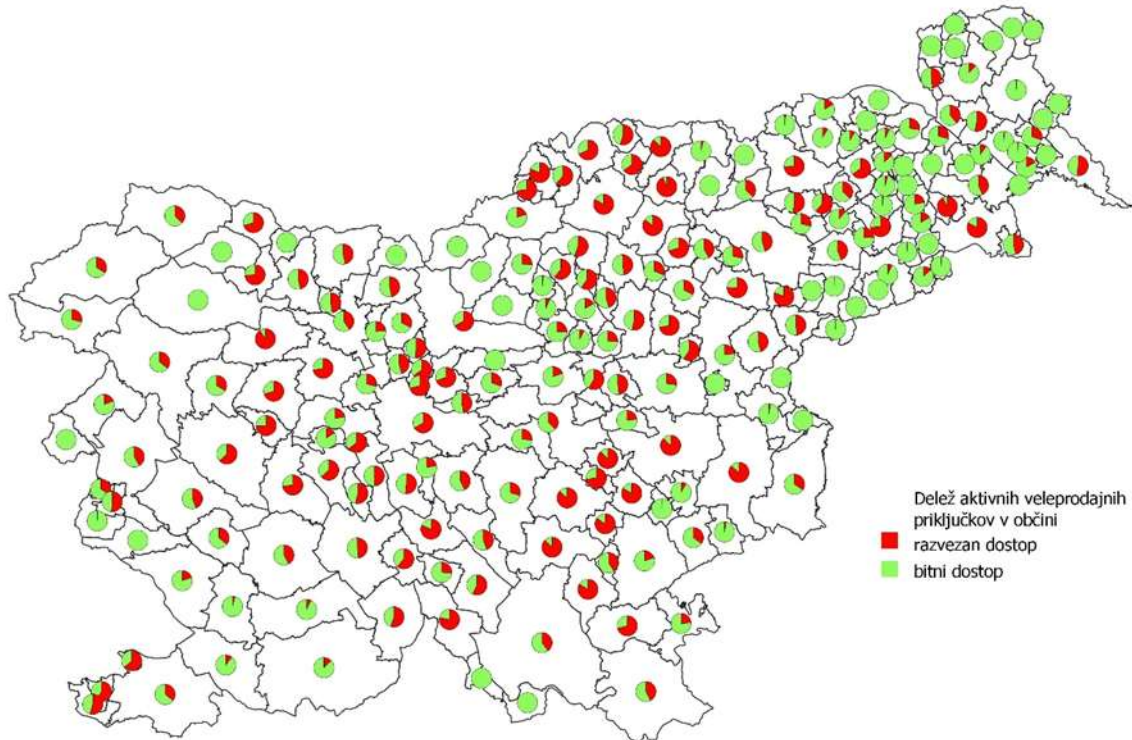 Delež aktivnih veleprodajnih
priključkov v občini
razvezan dostop
bitni dostop